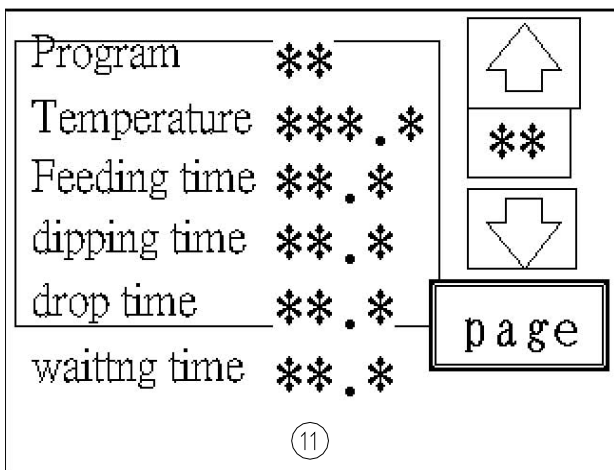 Program **
Temperature ***.*
Feeding time **.*
dipping time **.*
drop time **.*
waittng time **.*
**
page
11